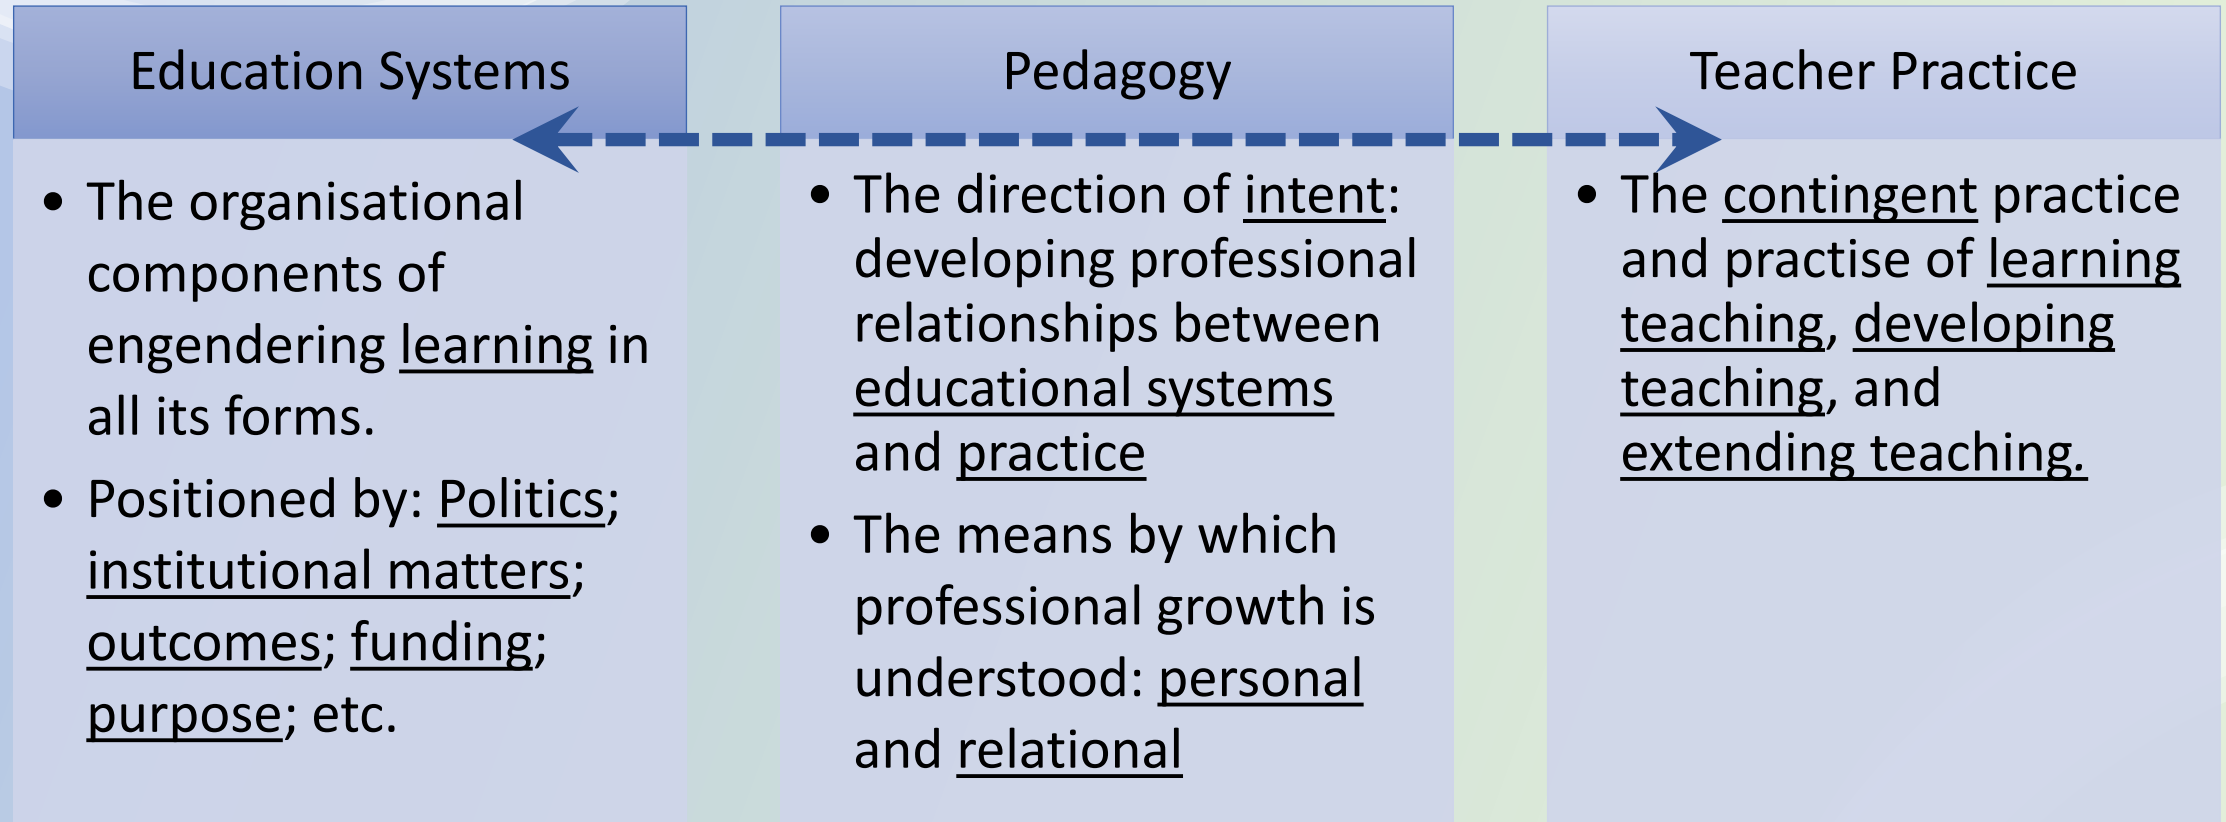 Education Systems
• The organisational
components of
engendering learning in
all its forms.
• Positioned by: Politics;
institutional matters;
outcomes; funding;
purpose; etc.
Pedagogy
• The direction of intent:
developing professional
relationships between
educational systems
and practice
• The means by which
professional growth is
understood: personal
and relational
Teacher Practice
• The contingent practice
and practise of learning
teaching, developing
teaching, and
extending teaching.